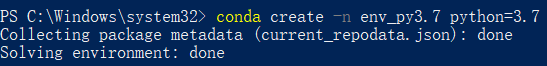 PS C:\Windows\system32> conda create -n env_py3.7 python=3.7
Collecting package metadata (current_repodata.json): done
Solving environment: done